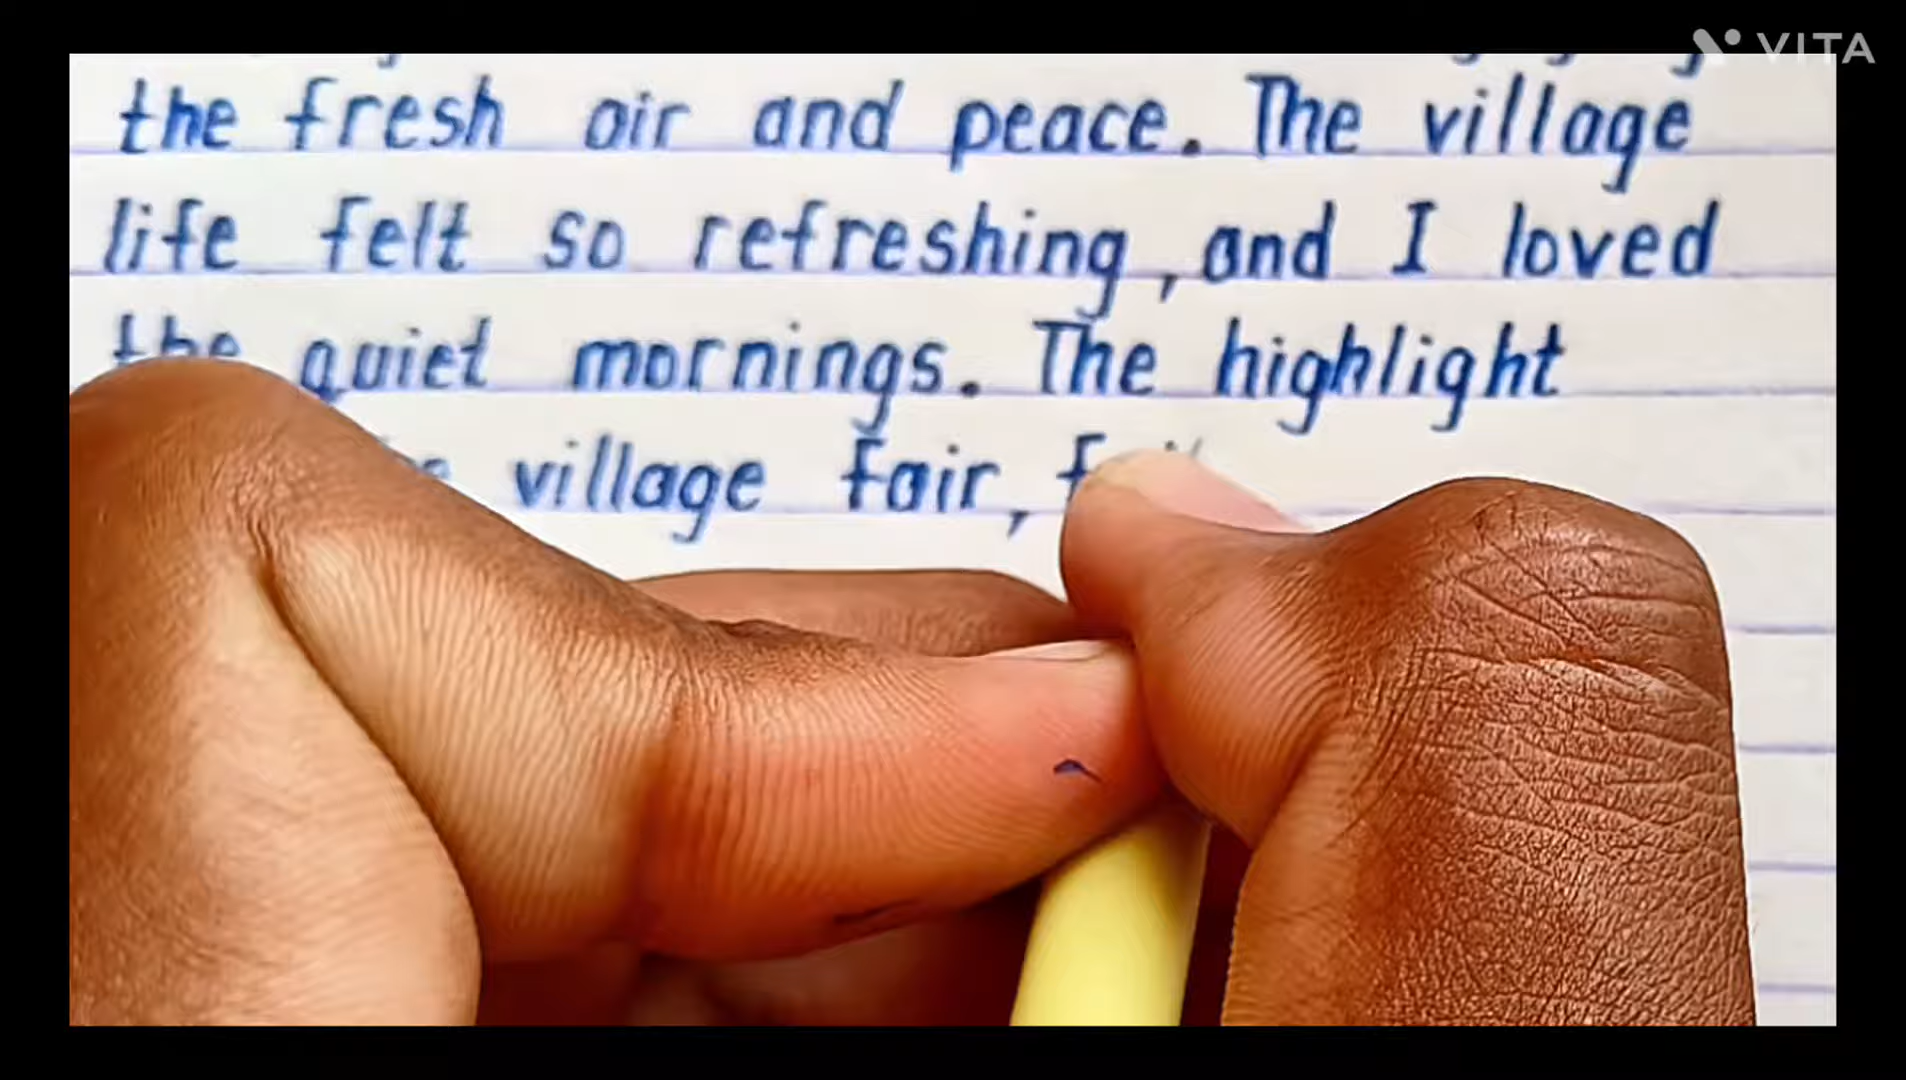 VITA
the fresh air and peace. The village
life felt so refreshing, and I loved
the quiet mornings. The highlight
village fair,